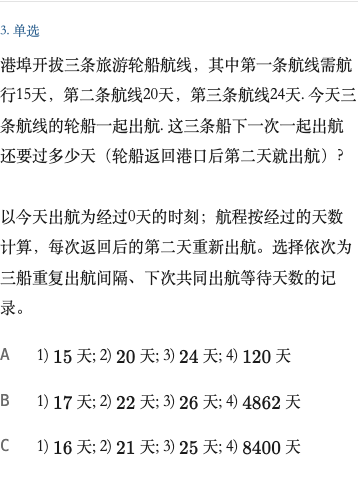 3. 单选
港埠开拔三条旅游轮船航线，其中第一条航线需航
行15天，第二条航线20天，第三条航线24天. 今天三
条航线的轮船一起出航. 这三条船下一次一起出航
还要过多少天（轮船返回港口后第二天就出航）?
以今天出航为经过0天的时刻；航程按经过的天数
计算，每次返回后的第二天重新出航。选择依次为
三船重复出航间隔、下次共同出航等待天数的记
录。
A 1) 15 天; 2) 20 天; 3) 24 天; 4) 120 天
B 1) 17 天; 2) 22 天; 3) 26 天; 4) 4862 天
C 1) 16 天; 2) 21 天; 3) 25 天; 4) 8400 天